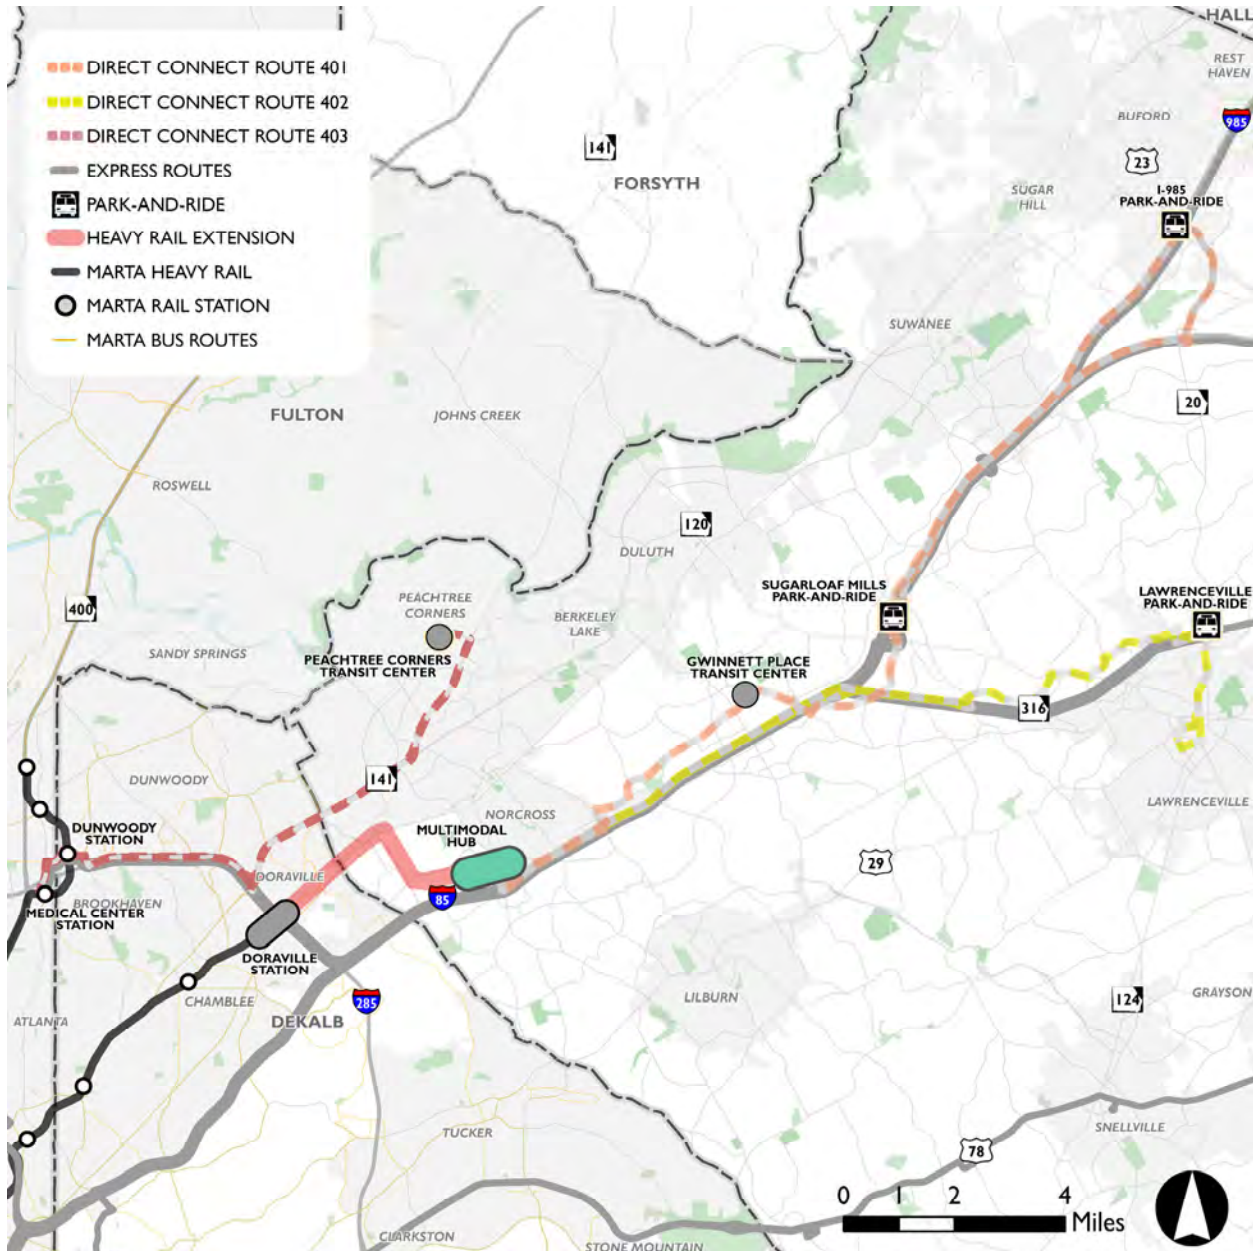 DIRECT CONNECT ROUTE 401
DIRECT CONNECT ROUTE 402
DIRECT CONNECT ROUTE 403
EXPRESS ROUTES
PARK-AND-RIDE
HEAVY RAIL EXTENSION
MARTA HEAVY RAIL
MARTA RAIL STATION
MARTA BUS ROUTES
HALL
REST
HAVEN
985
BUFORD
23
141
FORSYTH
SUGAR
HILL
I-985
PARK-AND-RIDE
SUWANEE
20
FULTON
JOHNS CREEK
ROSWELL
120
DULUTH
400
PEACHTREE
CORNERS
BERKELEY
LAKE
SUGARLOAF MILLS
PARK-AND-RIDE
LAWRENCEVILLE
PARK-AND-RIDE
SANDY SPRINGS
PEACHTREE CORNERS
TRANSIT CENTER
GWINNETT PLACE
TRANSIT CENTER
316
141
DUNWOODY
NORCROSS
LAWRENCEVILLE
DUNWOODY
STATION
MULTIMODAL
HUB
29
DORAVILLE
85
BROOKHAVEN
MEDICAL CENTER
STATION
DORAVILLE
STATION
CHAMBLEE
285
LILBURN
124
GRAYSON
ATLANTA
DEKALB
TUCKER
SNELLVILLE
78
0 1 2 4
Miles
CLARKSTON
STONE MOUNTAIN